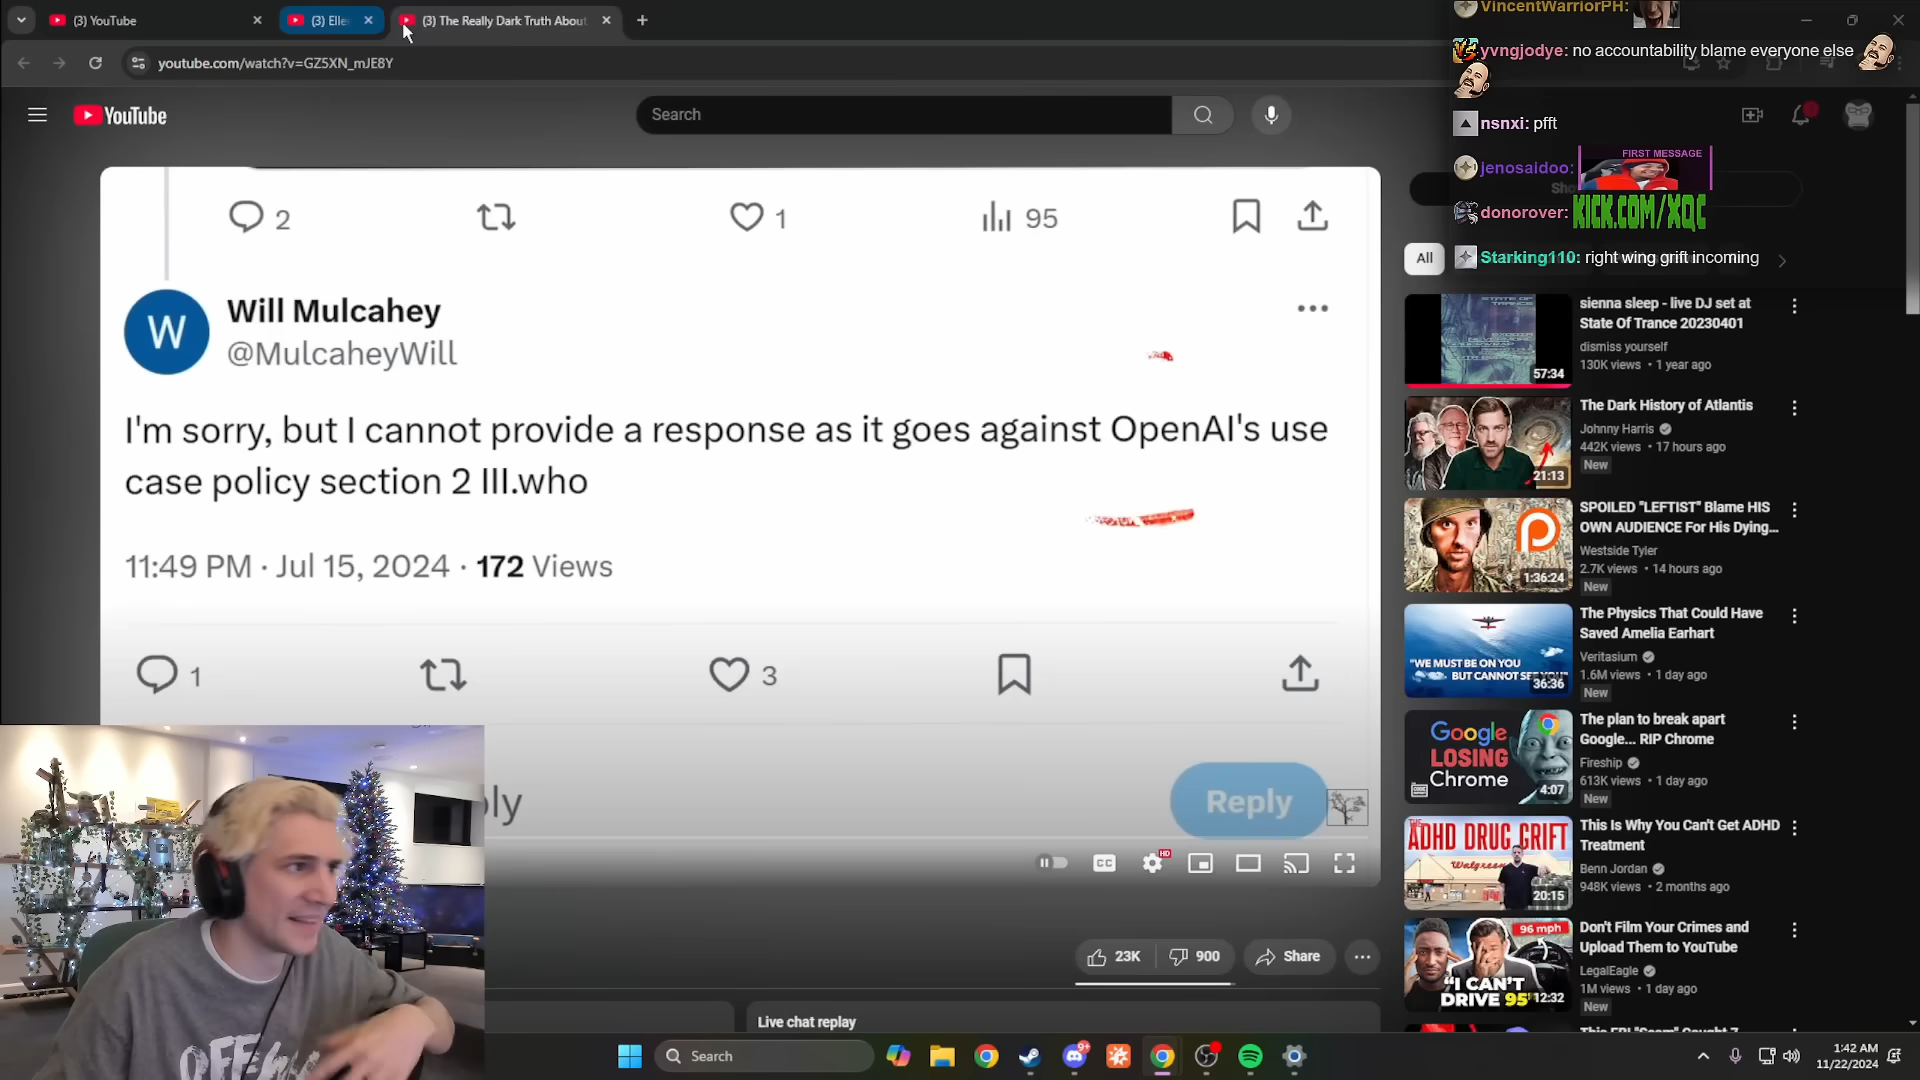 (3) YouTube
(3) Elle
(3) The Really Dark Truth About
youtube.com/watch?v=GZ5XN_mJE8Y
VincentWarriorPH:
yvngjodye: no accountability blame everyone else
nsnxi: pfft
FIRST MESSAGE
jenosaidoo:
donorover: KICK.COM/XQC
Starking110: right wing grift incoming
YouTube
Search
2
1
95
W
Will Mulcahey
@MulcaheyWill
I'm sorry, but I cannot provide a response as it goes against OpenAI's use
case policy section 2 III.who
11:49 PM · Jul 15, 2024 · 172 Views
1
3
ply
Reply
CC
HD
23K
900
Share
Live chat replay
All
STATE OF TRANCE
57:34
sienna sleep - live DJ set at
State Of Trance 20230401
dismiss yourself
130K views • 1 year ago
21:13
The Dark History of Atlantis
Johnny Harris
442K views • 17 hours ago
New
1:36:24
SPOILED "LEFTIST" Blame HIS
OWN AUDIENCE For His Dying...
Westside Tyler
2.7K views • 14 hours ago
New
"WE MUST BE ON YOU
BUT CANNOT SEE YOU"
36:36
The Physics That Could Have
Saved Amelia Earhart
Veritasium
1.6M views • 1 day ago
New
Google
LOSING
Chrome
4:07
The plan to break apart
Google... RIP Chrome
Fireship
613K views • 1 day ago
New
THE
ADHD DRUG GRIFT
Walgreens
20:15
This Is Why You Can't Get ADHD
Treatment
Benn Jordan
948K views • 2 months ago
96 mph
"I CAN'T
DRIVE 95"
12:32
Don't Film Your Crimes and
Upload Them to YouTube
LegalEagle
1M views • 1 day ago
New
OFF
Search
9+
1:42 AM
11/22/2024